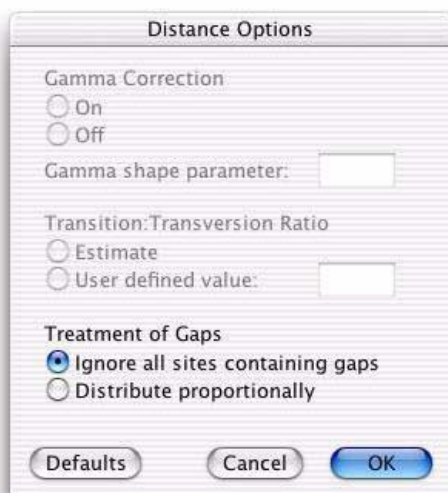 Distance Options
Gamma Correction
On
Off
Gamma shape parameter:
Transition:Transversion Ratio
Estimate
User defined value:
Treatment of Gaps
Ignore all sites containing gaps
Distribute proportionally
Defaults Cancel OK